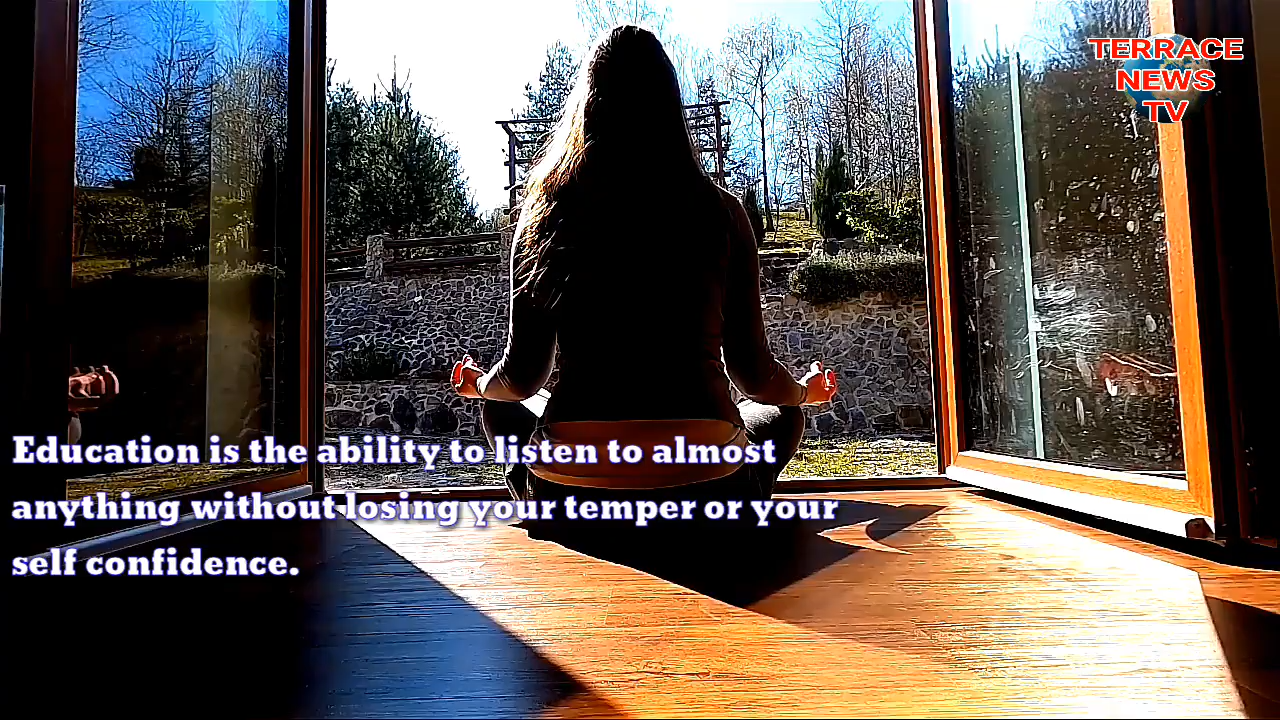 TERRACE
NEWS
TV
Education is the ability to listen to almost
anything without losing your temper or your
self confidence.